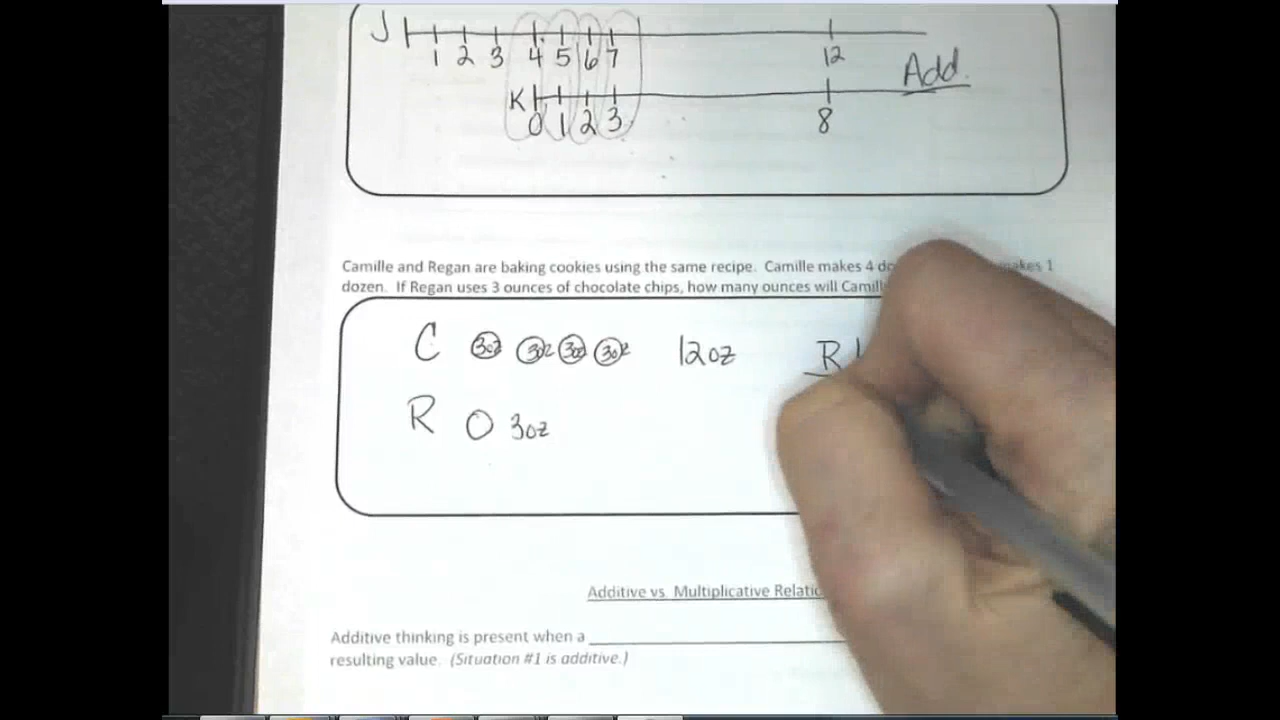 J
1 2 3 4 5 6 7 12
Add.
K
0 1 2 3 8
Camille and Regan are baking cookies using the same recipe. Camille makes 4 makes 1
dozen. If Regan uses 3 ounces of chocolate chips, how many ounces will
C 3oz 3oz 3oz 3oz 12oz R
R 3oz
Additive vs. Multiplicative
Additive thinking is present when a
resulting value. (Situation #1 is additive.)